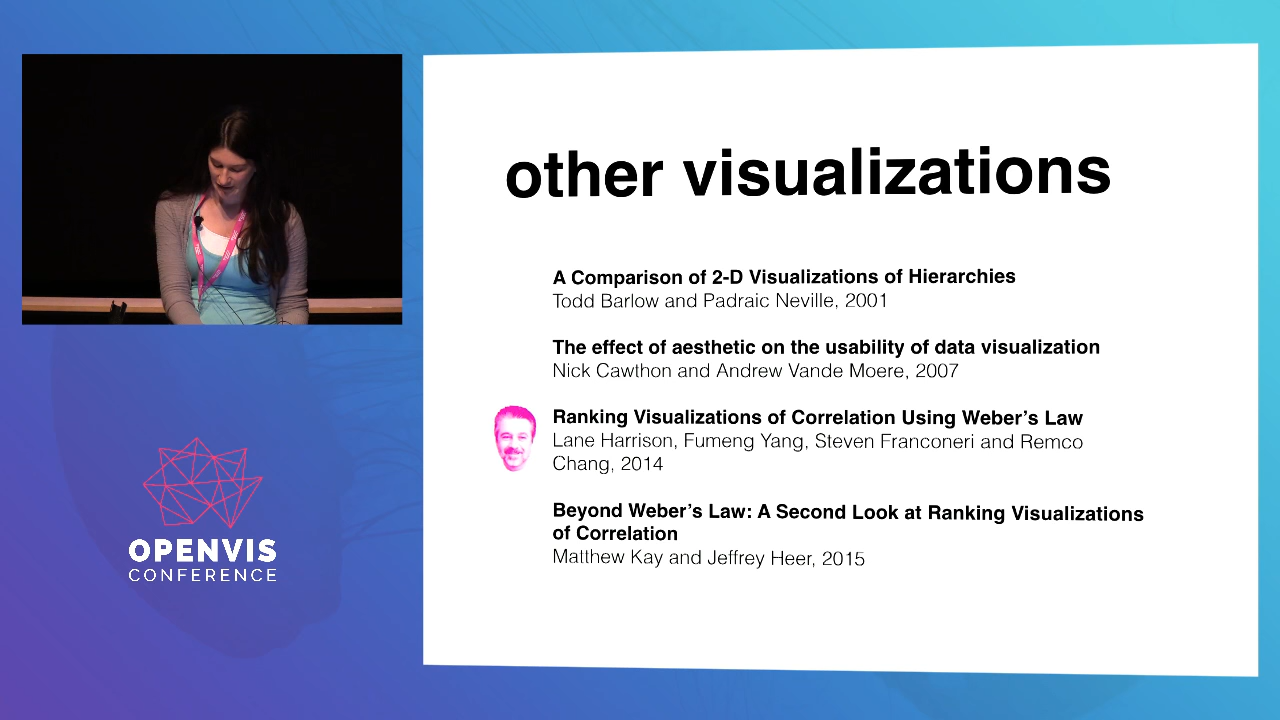 other visualizations
A Comparison of 2-D Visualizations of Hierarchies
Todd Barlow and Padraic Neville, 2001
The effect of aesthetic on the usability of data visualization
Nick Cawthon and Andrew Vande Moere, 2007
Ranking Visualizations of Correlation Using Weber’s Law
Lane Harrison, Fumeng Yang, Steven Franconeri and Remco
Chang, 2014
Beyond Weber’s Law: A Second Look at Ranking Visualizations
of Correlation
Matthew Kay and Jeffrey Heer, 2015
OPENVIS
CONFERENCE